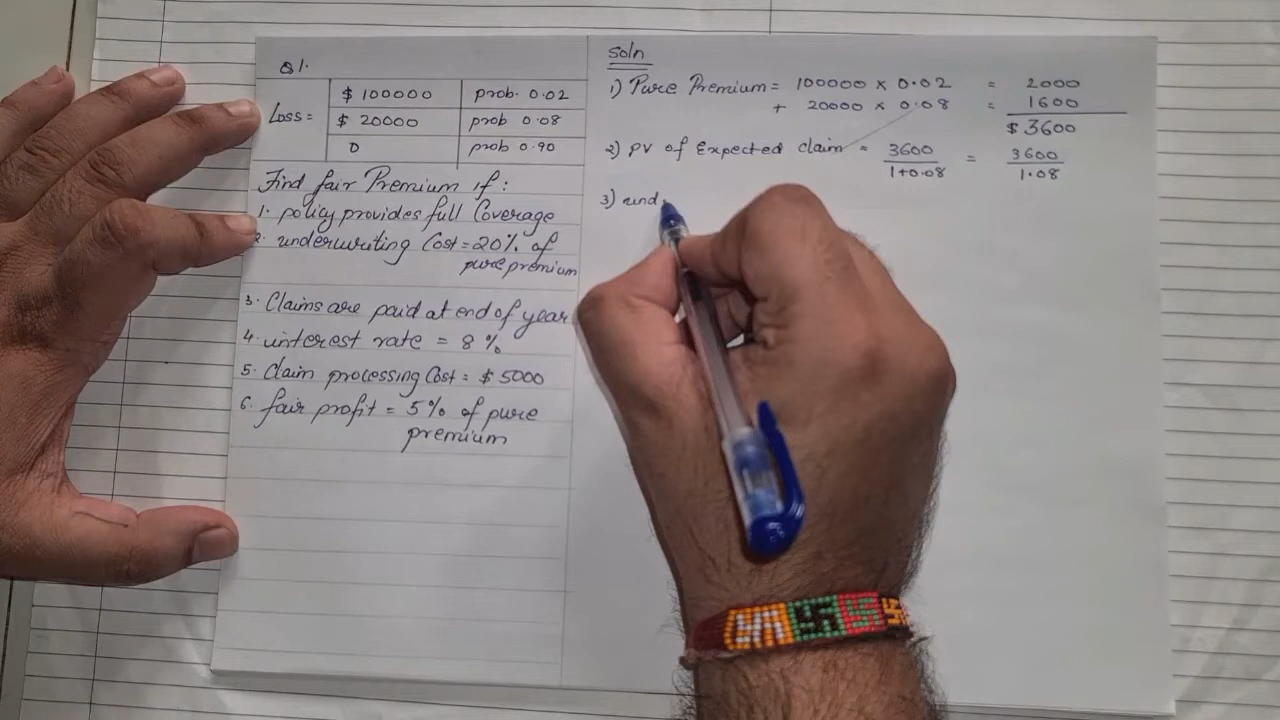 Q1.
Loss = $ 100000 prob. 0.02
$ 20000 prob 0.08
0 prob 0.90
Find fair Premium if:
1. policy provides full Coverage
2. underwriting Cost = 20% of
pure premium
3. Claims are paid at end of year
4. interest rate = 8 %
5. Claim processing Cost = $ 5000
6. fair profit = 5% of pure
premium
Soln
1) Pure Premium = 100000 x 0.02 = 2000
+ 20000 x 0.08 = 1600
$ 3600
2) PV of Expected claim = 3600 / 1+0.08 = 3600 / 1.08
3) und